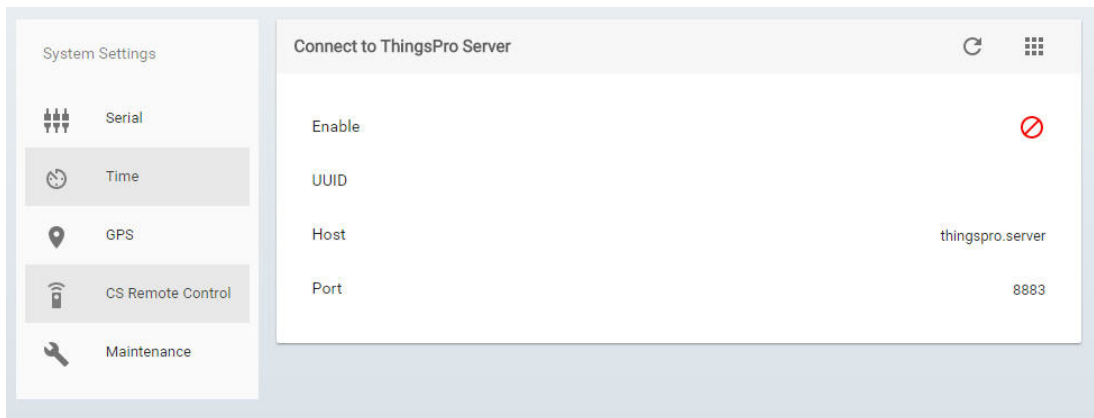 System Settings
Serial
Time
GPS
CS Remote Control
Maintenance
Connect to ThingsPro Server
Enable
UUID
Host thingspro.server
Port 8883